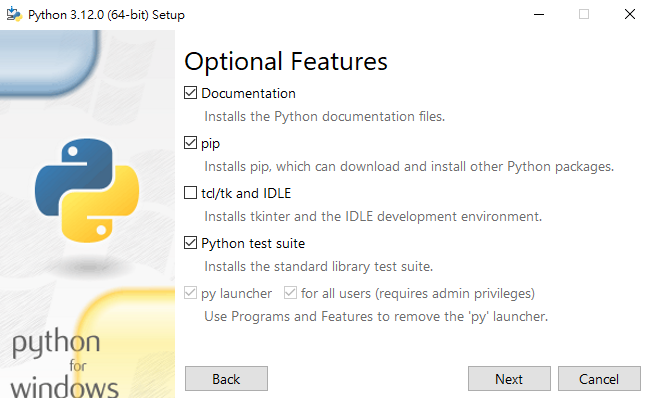 Python 3.12.0 (64-bit) Setup
Optional Features
Documentation
Installs the Python documentation files.
pip
Installs pip, which can download and install other Python packages.
tcl/tk and IDLE
Installs tkinter and the IDLE development environment.
Python test suite
Installs the standard library test suite.
py launcher for all users (requires admin privileges)
Use Programs and Features to remove the 'py' launcher.
python
for
windows
Back Next Cancel